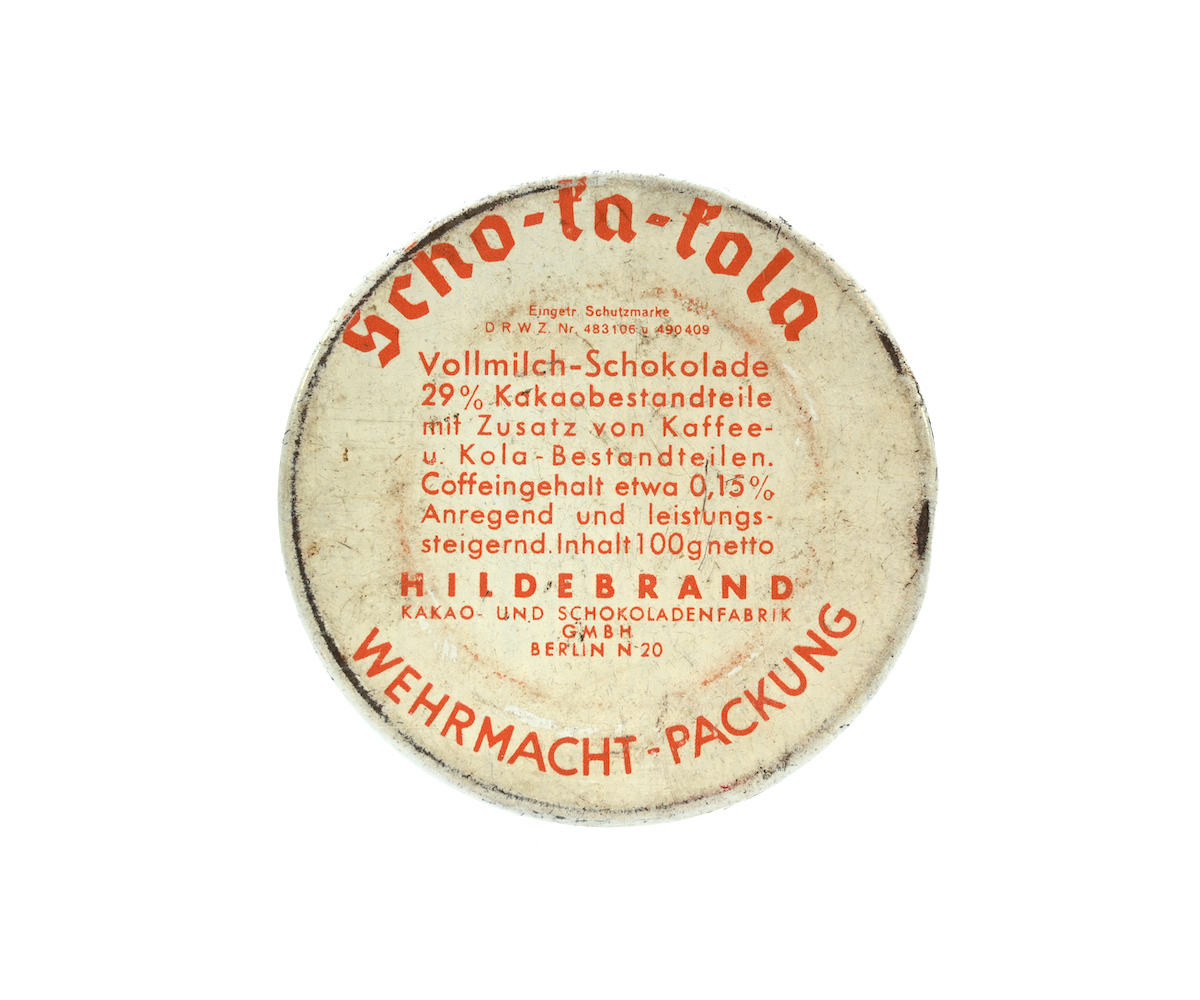 Scho-ka-kola
Eingetr. Schutzmarke
D.R.W.Z. Nr. 483106 u. 490409
Vollmilch-Schokolade
29% Kakaobestandteile
mit Zusatz von Kaffee-
u. Kola-Bestandteilen.
Coffeingehalt etwa 0,15%
Anregend und leistungs-
steigernd. Inhalt 100g netto
HILDEBRAND
KAKAO- UND SCHOKOLADENFABRIK
GMBH
BERLIN N 20
WEHRMACHT-PACKUNG